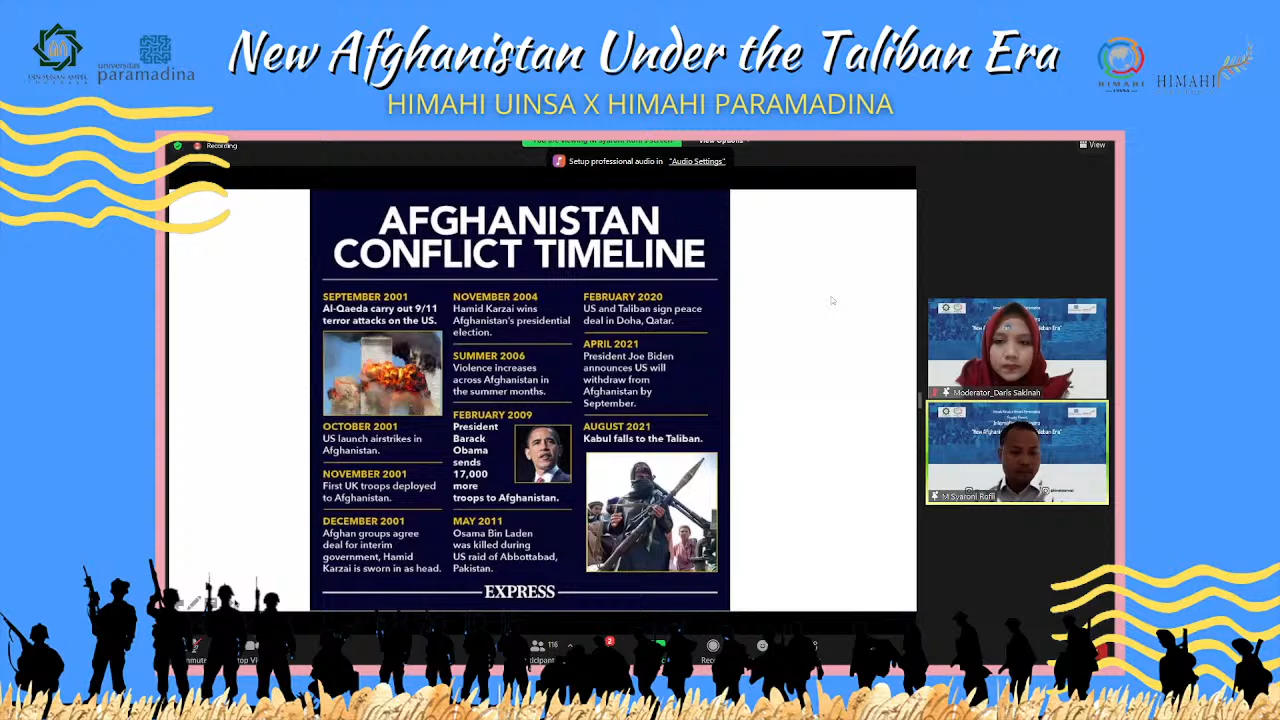 New Afghanistan Under the Taliban Era
HIMAHI UINSA X HIMAHI PARAMADINA
universitas
paramadina
HIMAHI
HIMAHI
Recording
View Options
View
Setup professional audio in "Audio Settings"
AFGHANISTAN
CONFLICT TIMELINE
SEPTEMBER 2001
Al-Qaeda carry out 9/11
terror attacks on the US.
OCTOBER 2001
US launch airstrikes in
Afghanistan.
NOVEMBER 2001
First UK troops deployed
to Afghanistan.
DECEMBER 2001
Afghan groups agree
deal for interim
government, Hamid
Karzai is sworn in as head.
NOVEMBER 2004
Hamid Karzai wins
Afghanistan's presidential
election.
SUMMER 2006
Violence increases
across Afghanistan in
the summer months.
FEBRUARY 2009
President
Barack
Obama
sends
17,000
more
troops to Afghanistan.
MAY 2011
Osama Bin Laden
was killed during
US raid of Abbottabad,
Pakistan.
FEBRUARY 2020
US and Taliban sign peace
deal in Doha, Qatar.
APRIL 2021
President Joe Biden
announces US will
withdraw from
Afghanistan by
September.
AUGUST 2021
Kabul falls to the Taliban.
EXPRESS
Moderator_Daris Sakinah
M Syaroni Rofii
116
2